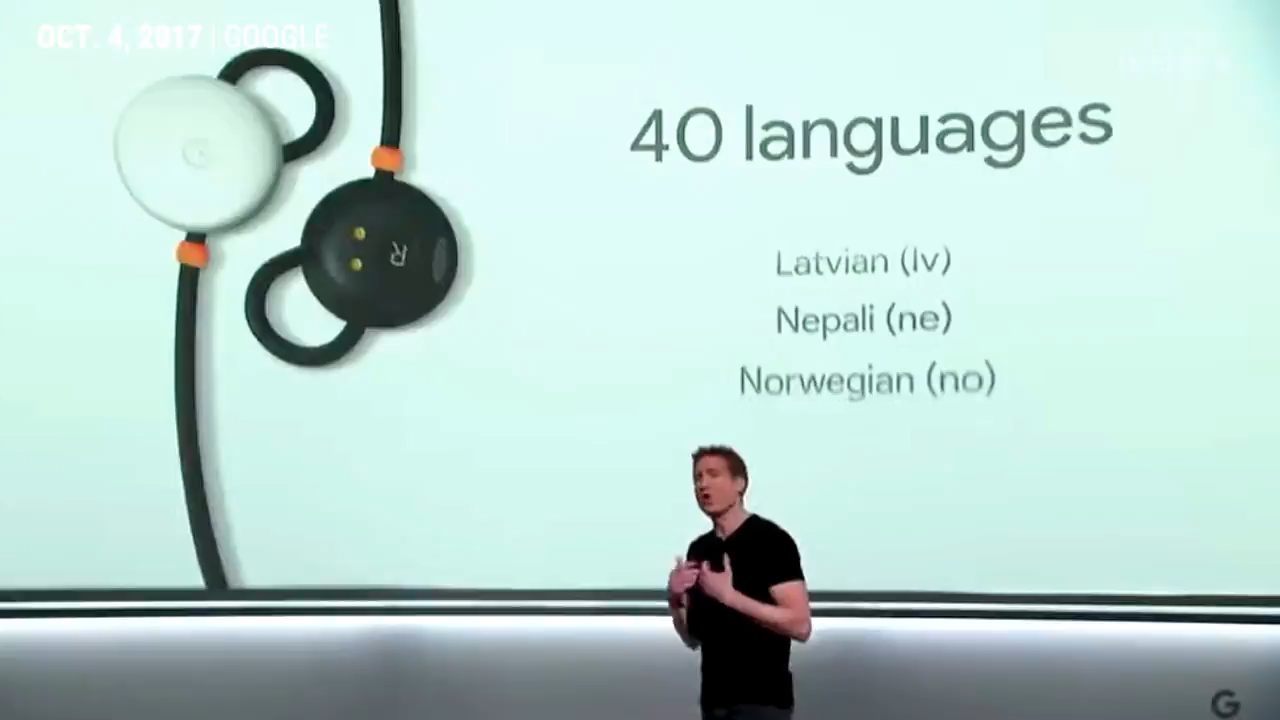 OCT. 4, 2017 | GOOGLE
40 languages
Latvian (lv)
Nepali (ne)
Norwegian (no)
R
G